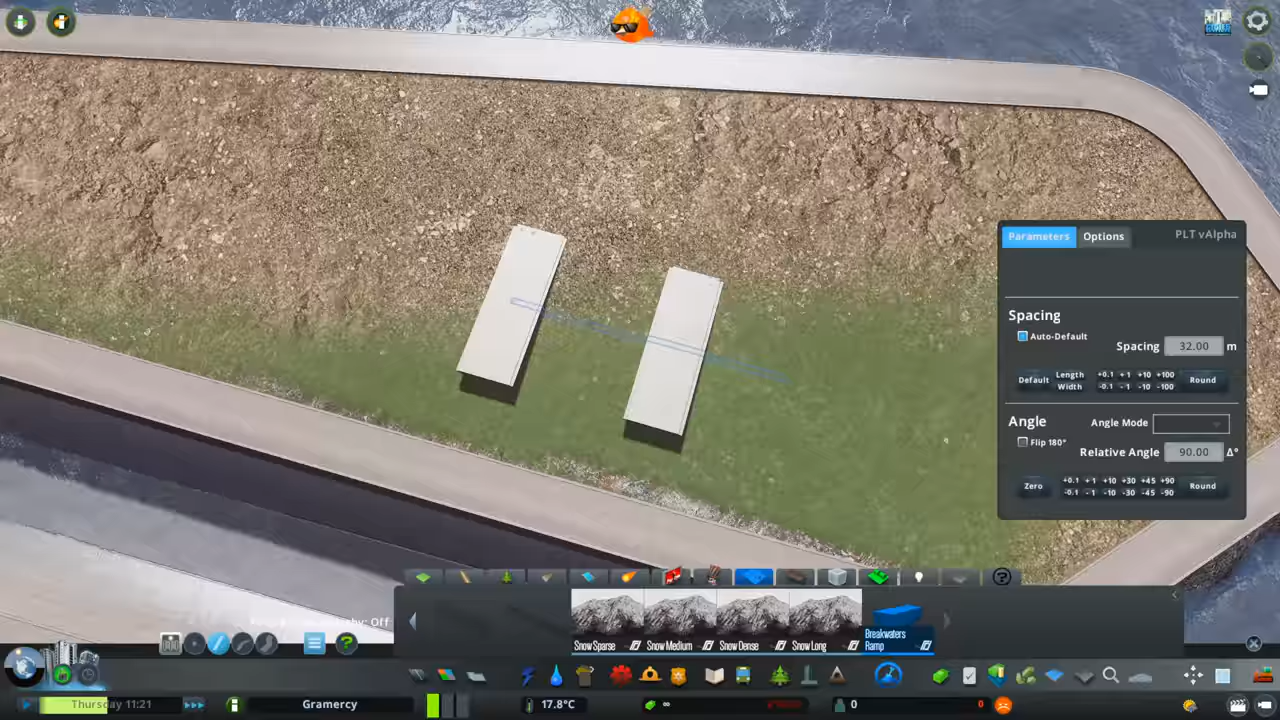 Parameters
Options
PLT vAlpha
Spacing
Auto-Default
Spacing 32.00 m
Default
Length
Width
+0.1 +1 +10 +100
-0.1 -1 -10 -100
Round
Angle
Angle Mode
Flip 180°
Relative Angle 90.00 Δ°
Zero
+0.1 +1 +10 +30 +45 +90
-0.1 -1 -10 -30 -45 -90
Round
Off
Snow Sparse
Snow Medium
Snow Dense
Snow Long
Breakwaters
Ramp
Thursday 11:21
Gramercy
17.8°C
∞
0
0